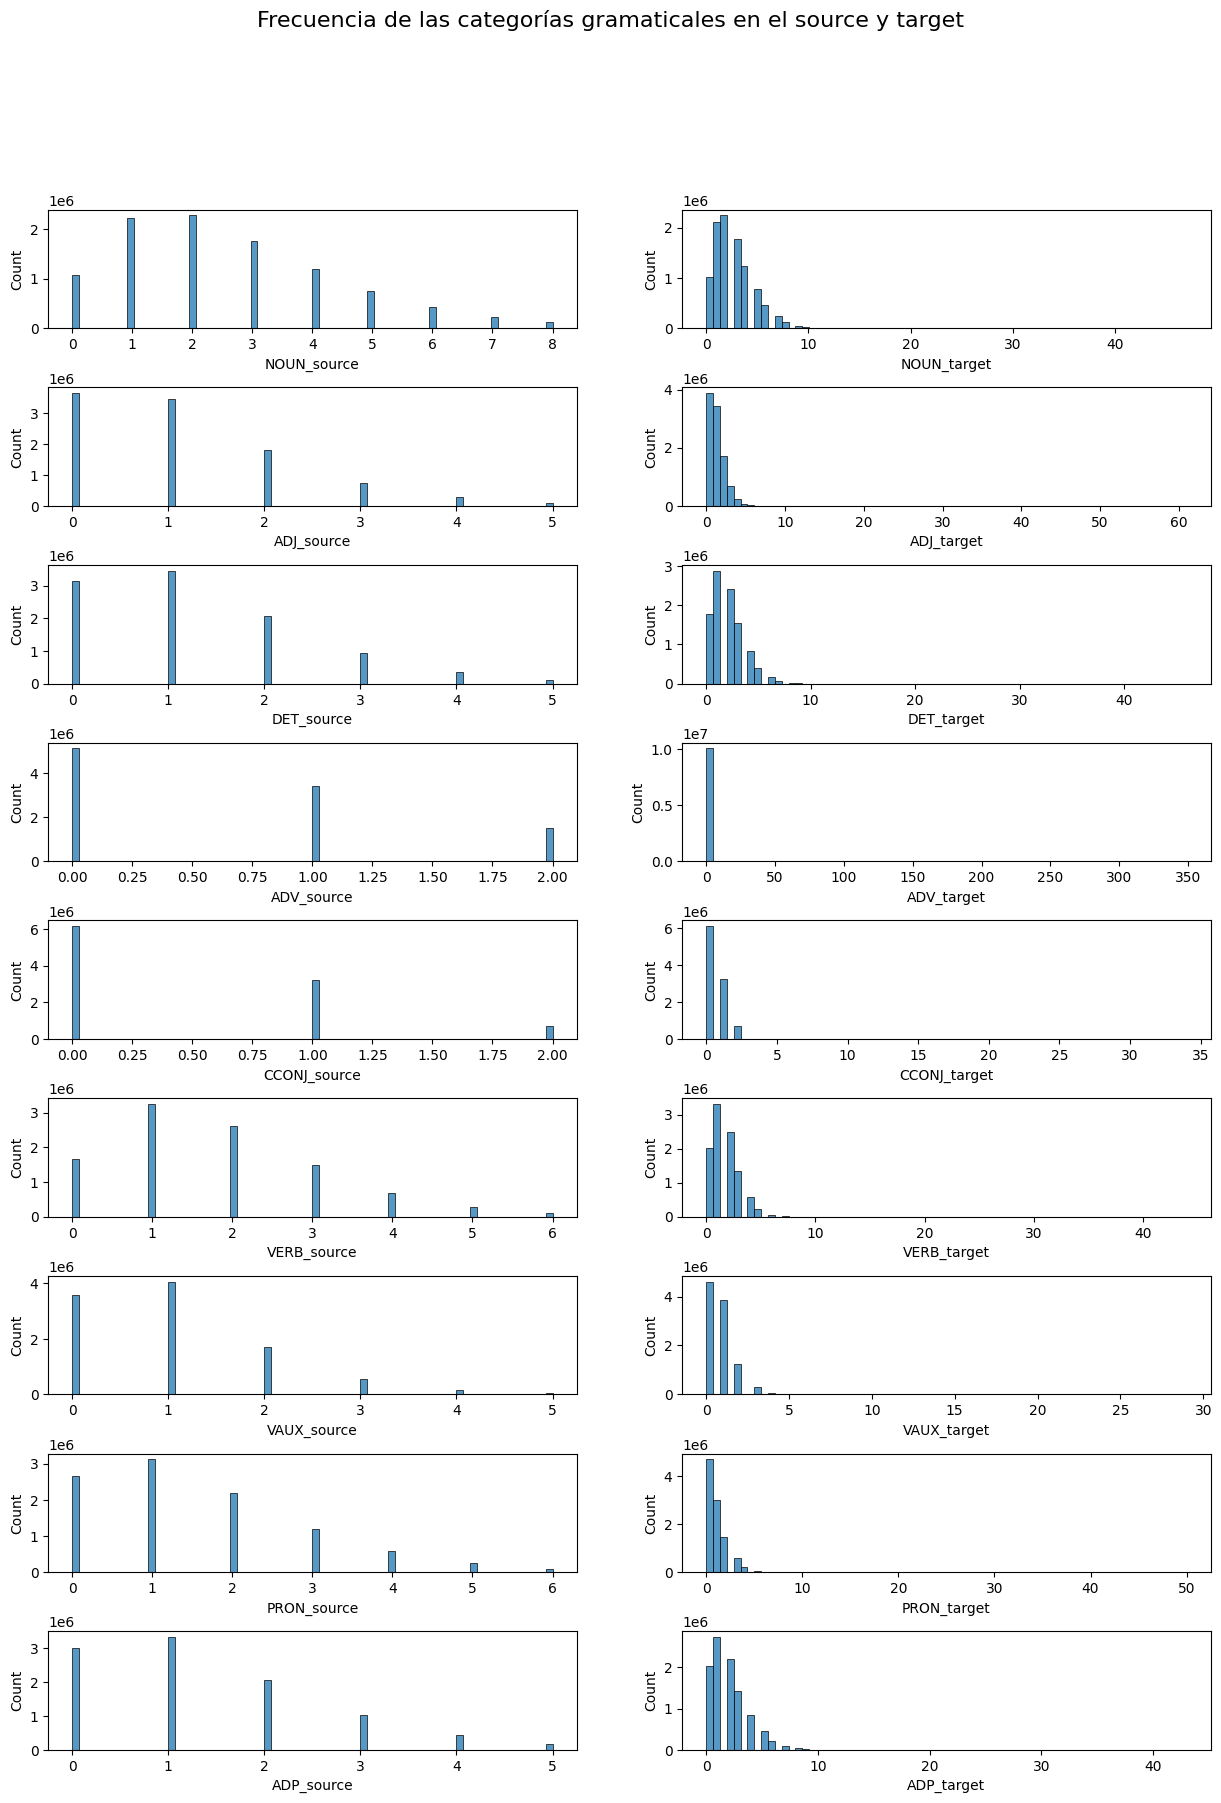 Frecuencia de las categorías gramaticales en el source y target
1e6 1e6
2 2
Count 1 Count 1
0 0
0 1 2 3 4 5 6 7 8 0 10 20 30 40
NOUN_source NOUN_target
1e6 1e6
3 4
Count 2 Count 2
1
0 0
0 1 2 3 4 5 0 10 20 30 40 50 60
ADJ_source ADJ_target
1e6 1e6
3 3
Count 2 Count 2
1 1
0 0
0 1 2 3 4 5 0 10 20 30 40
DET_source DET_target
1e6 1e7
4 1.0
Count 2 Count 0.5
0 0.0
0.00 0.25 0.50 0.75 1.00 1.25 1.50 1.75 2.00 0 50 100 150 200 250 300 350
ADV_source ADV_target
1e6 1e6
6 6
Count 4 Count 4
2 2
0 0
0.00 0.25 0.50 0.75 1.00 1.25 1.50 1.75 2.00 0 5 10 15 20 25 30 35
CCONJ_source CCONJ_target
1e6 1e6
3 3
Count 2 Count 2
1 1
0 0
0 1 2 3 4 5 6 0 10 20 30 40
VERB_source VERB_target
1e6 1e6
4 4
Count 2 Count 2
0 0
0 1 2 3 4 5 0 5 10 15 20 25 30
VAUX_source VAUX_target
1e6 1e6
3 4
Count 2 Count 2
1
0 0
0 1 2 3 4 5 6 0 10 20 30 40 50
PRON_source PRON_target
1e6 1e6
3 2
Count 2 Count 1
1
0 0
0 1 2 3 4 5 0 10 20 30 40
ADP_source ADP_target